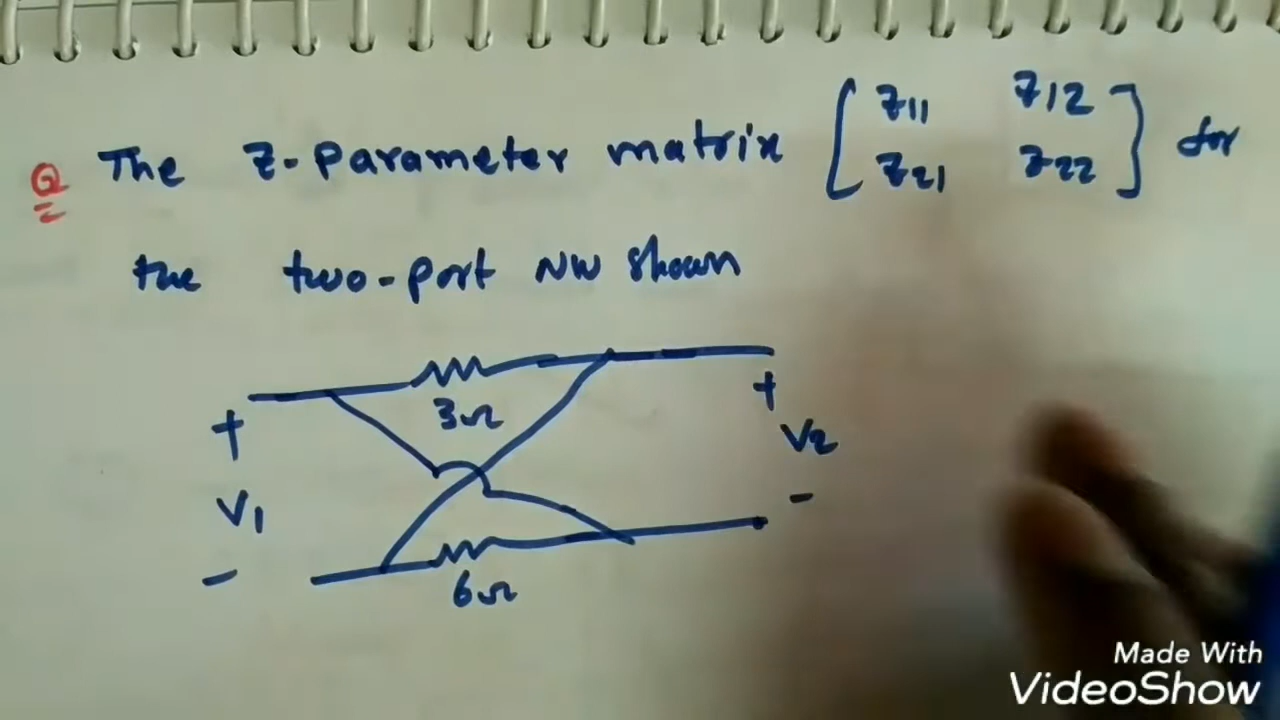 Q The Z-parameter matrix [ Z11 Z12
Z21 Z22 ] for
the two-port NW shown
3Ω
+ +
V1 V2
- -
6Ω
Made With
VideoShow